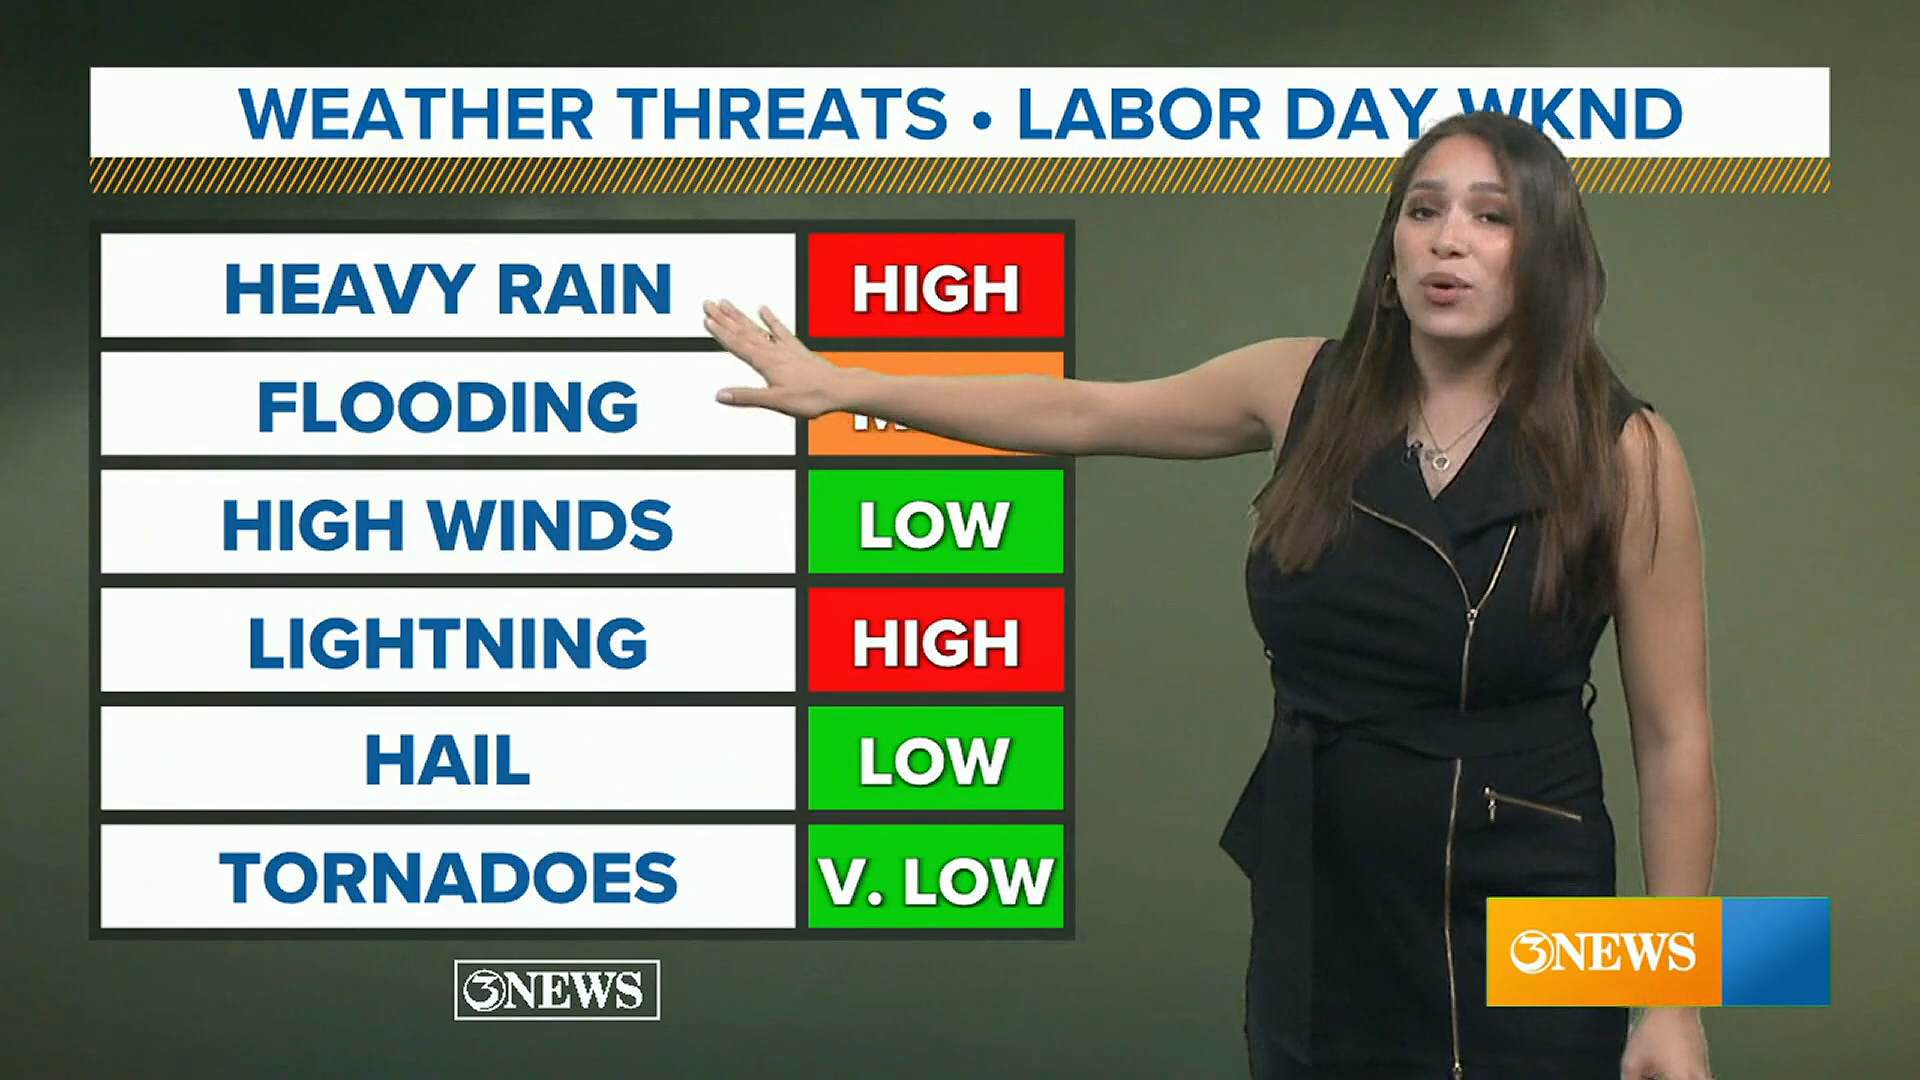 WEATHER THREATS • LABOR DAY WKND
HEAVY RAIN HIGH
FLOODING
HIGH WINDS LOW
LIGHTNING HIGH
HAIL LOW
TORNADOES V. LOW
3NEWS
3NEWS